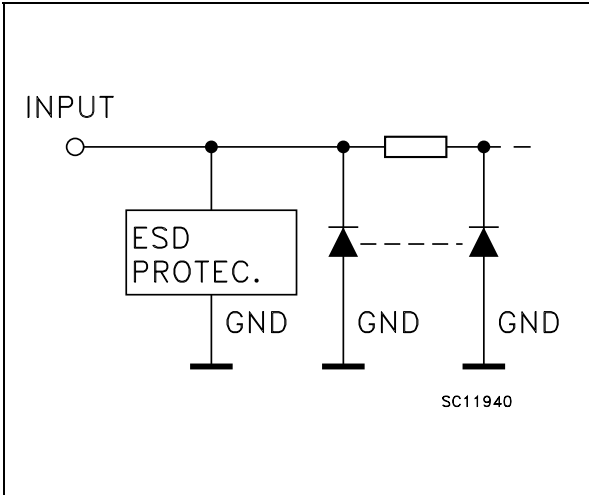 INPUT
ESD
PROTEC.
GND
GND
GND
SC11940